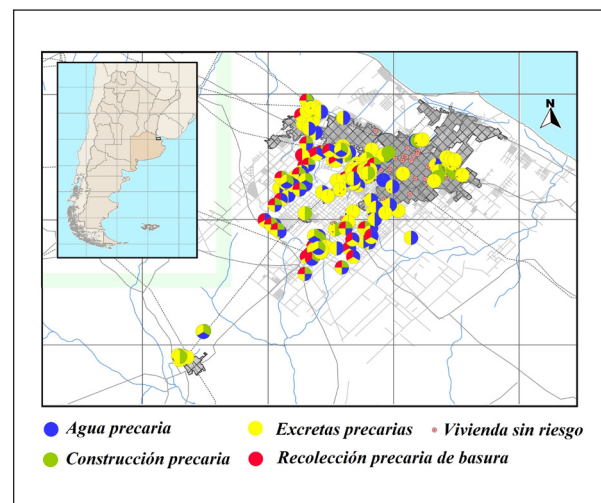 N
Agua precaria
Excretas precarias
Vivienda sin riesgo
Construcción precaria
Recolección precaria de basura